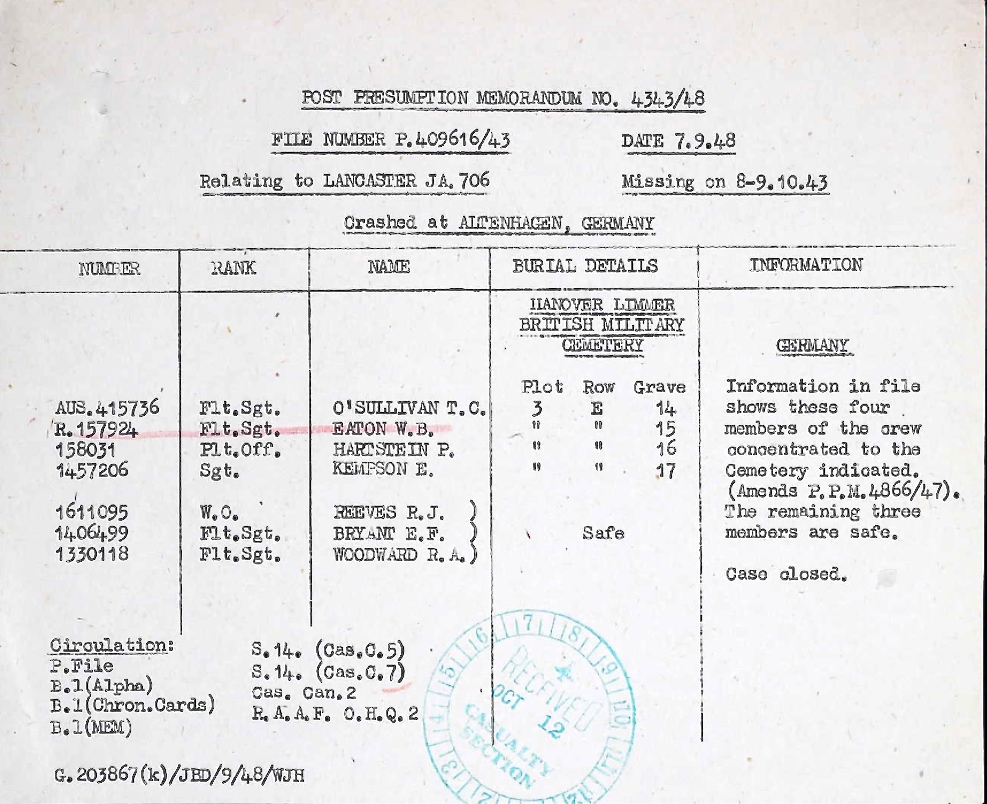 POST PRESUMPTION MEMORANDUM NO. 4343/48
FILE NUMBER P.409616/43 DATE 7.9.48
Relating to LANCASTER JA.706 Missing on 8-9.10.43
Crashed at ALTENHAGEN, GERMANY
NUMBER RANK NAME BURIAL DETAILS INFORMATION
HANOVER LIMMER
BRITISH MILITARY
CEMETERY GERMANY
Plot Row Grave Information in file
AUS.415736 Flt.Sgt. O'SULLIVAN T.C. 3 E 14 shows these four
R.157924 Flt.Sgt. EATON W.B. " " 15 members of the crew
158031 Plt.Off. HARTSTEIN P. " " 16 concentrated to the
1457206 Sgt. KEMPSON E. " " 17 Cemetery indicated.
(Amends P.P.M.4866/47).
1611095 W.O. REEVES R.J. ) The remaining three
1406499 Flt.Sgt. BRYANT E.F. ) Safe members are safe.
1330118 Flt.Sgt. WOODWARD R.A.)
Case closed.
Circulation: S.14. (Cas.C.5)
P.File S.14. (Cas.C.7)
B.1(Alpha) Cas. Can.2
B.1(Chron.Cards) R.A.A.F. O.H.Q.2
B.1(MEM)
G.203867(k)/JBD/9/48/WJH
RECEIVED
OCT 12
CASUALTY
SECTION